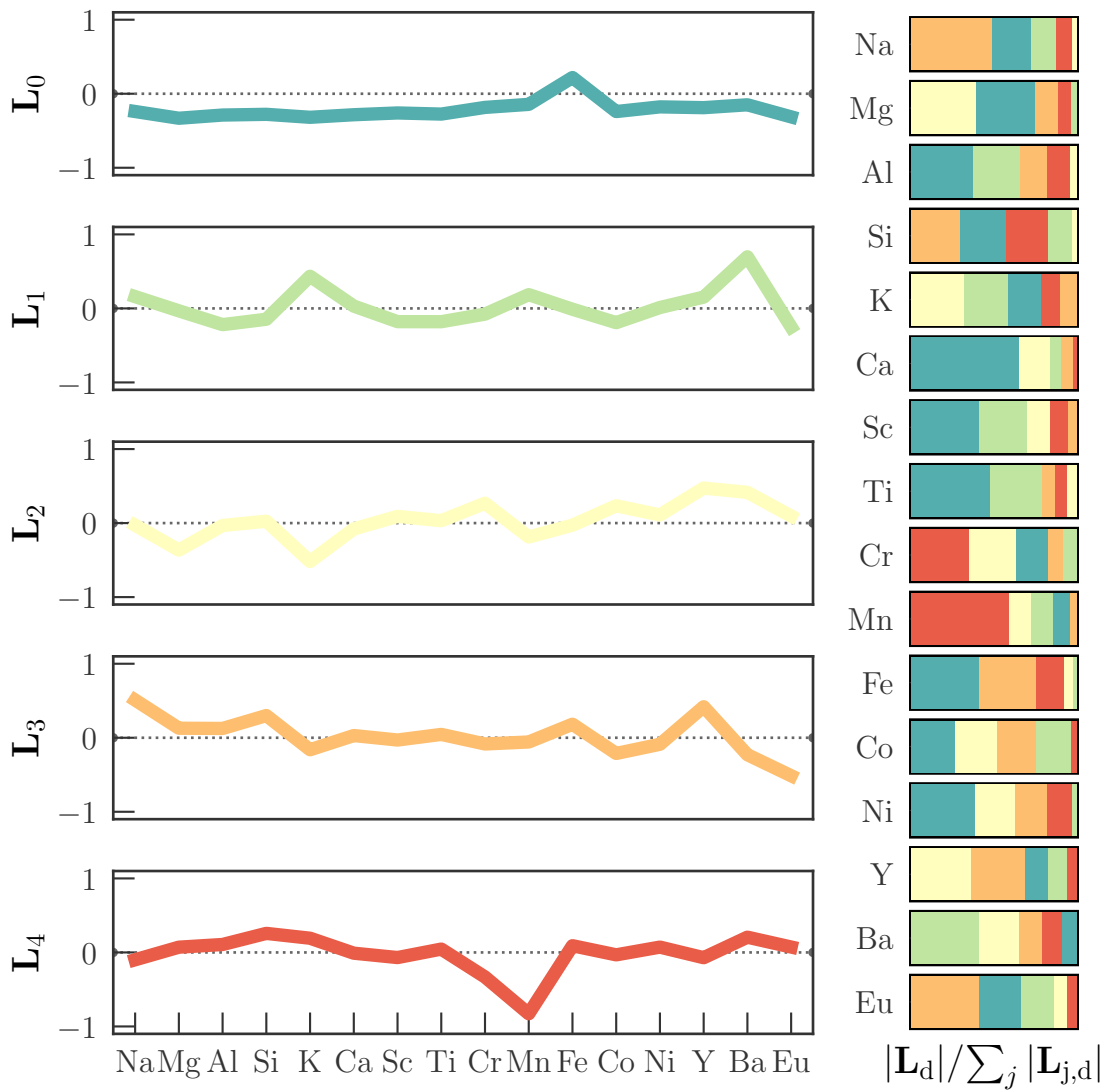 L0
1
0
−1
L1
1
0
−1
L2
1
0
−1
L3
1
0
−1
L4
1
0
−1
Na Mg Al Si K Ca Sc Ti Cr Mn Fe Co Ni Y Ba Eu
Na
Mg
Al
Si
K
Ca
Sc
Ti
Cr
Mn
Fe
Co
Ni
Y
Ba
Eu
|Ld|/∑j |Lj,d|